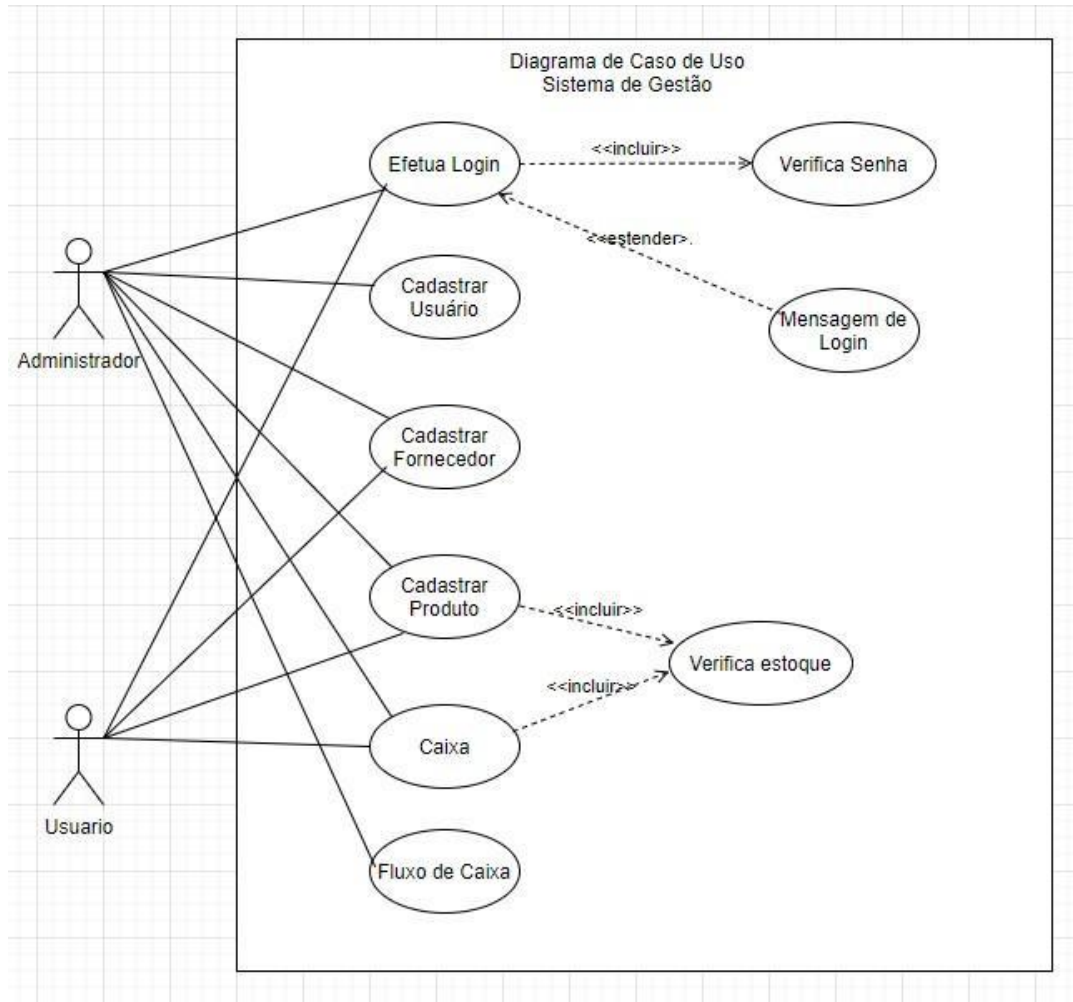 Diagrama de Caso de Uso
Sistema de Gestão
Efetua Login
<<incluir>>
Verifica Senha
<<estender>.
Cadastrar
Usuário
Mensagem de
Login
Administrador
Cadastrar
Fornecedor
Cadastrar
Produto
<<incluir>>
Verifica estoque
<<incluir>>
Caixa
Usuario
Fluxo de Caixa